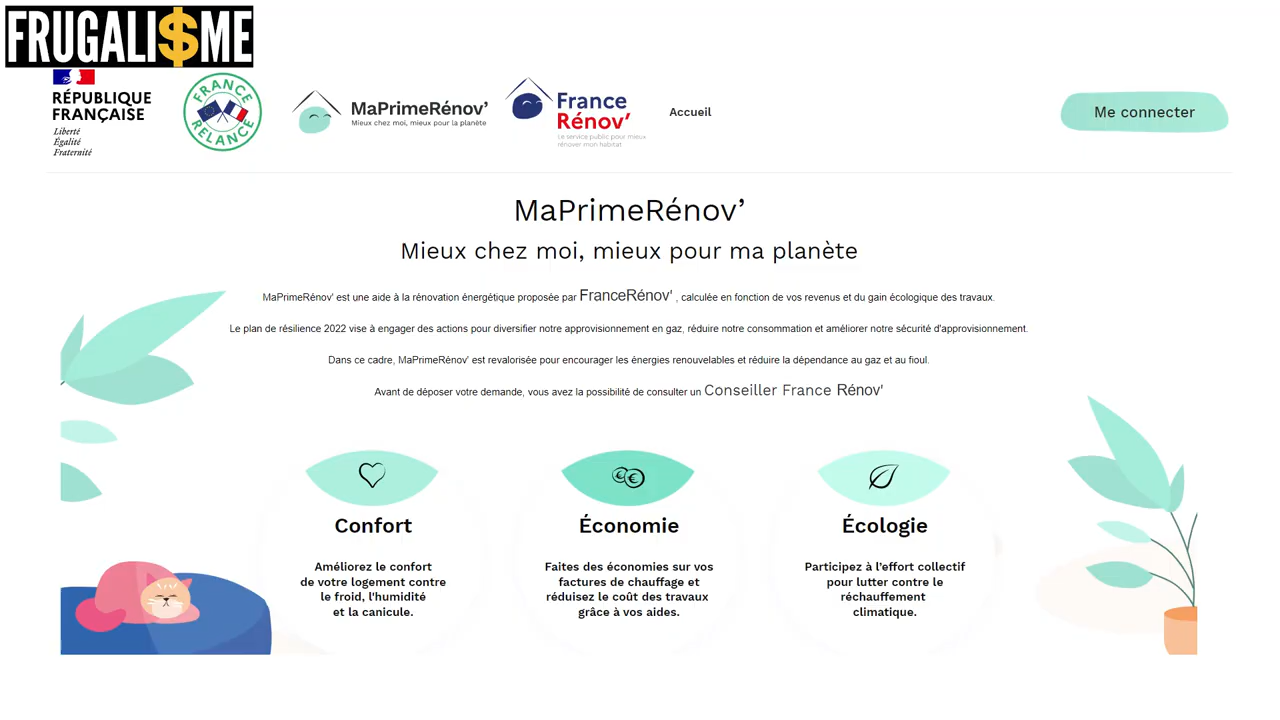 FRUGALI$ME
RÉPUBLIQUE
FRANÇAISE
Liberté
Égalité
Fraternité
FRANCE
RELANCE
MaPrimeRénov’
Mieux chez moi, mieux pour la planète
France
Rénov’
Le service public pour mieux
rénover mon habitat
Accueil
Me connecter
MaPrimeRénov’
Mieux chez moi, mieux pour ma planète
MaPrimeRénov' est une aide à la rénovation énergétique proposée par FranceRénov' , calculée en fonction de vos revenus et du gain écologique des travaux.
Le plan de résilience 2022 vise à engager des actions pour diversifier notre approvisionnement en gaz, réduire notre consommation et améliorer notre sécurité d'approvisionnement.
Dans ce cadre, MaPrimeRénov' est revalorisée pour encourager les énergies renouvelables et réduire la dépendance au gaz et au fioul.
Avant de déposer votre demande, vous avez la possibilité de consulter un Conseiller France Rénov'
Confort
Améliorez le confort
de votre logement contre
le froid, l'humidité
et la canicule.
Économie
Faites des économies sur vos
factures de chauffage et
réduisez le coût des travaux
grâce à vos aides.
Écologie
Participez à l’effort collectif
pour lutter contre le
réchauffement
climatique.